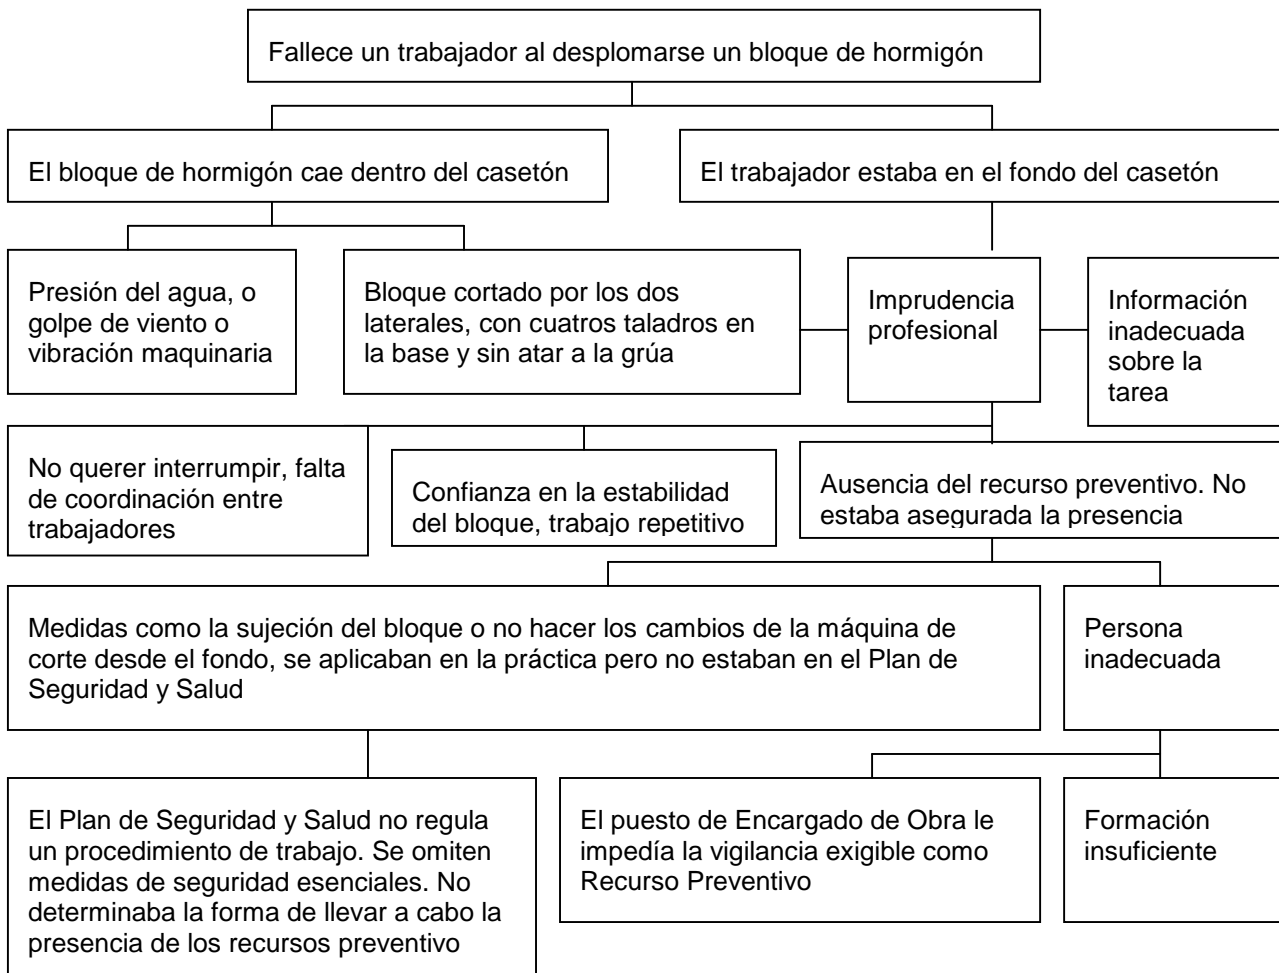 Fallece un trabajador al desplomarse un bloque de hormigón
El bloque de hormigón cae dentro del casetón
El trabajador estaba en el fondo del casetón
Presión del agua, o
golpe de viento o
vibración maquinaria
Bloque cortado por los dos
laterales, con cuatros taladros en
la base y sin atar a la grúa
Imprudencia
profesional
Información
inadecuada
sobre la
tarea
No querer interrumpir, falta
de coordinación entre
trabajadores
Confianza en la estabilidad
del bloque, trabajo repetitivo
Ausencia del recurso preventivo. No
estaba asegurada la presencia
Medidas como la sujeción del bloque o no hacer los cambios de la máquina de
corte desde el fondo, se aplicaban en la práctica pero no estaban en el Plan de
Seguridad y Salud
Persona
inadecuada
El Plan de Seguridad y Salud no regula
un procedimiento de trabajo. Se omiten
medidas de seguridad esenciales. No
determinaba la forma de llevar a cabo la
presencia de los recursos preventivo
El puesto de Encargado de Obra le
impedía la vigilancia exigible como
Recurso Preventivo
Formación
insuficiente